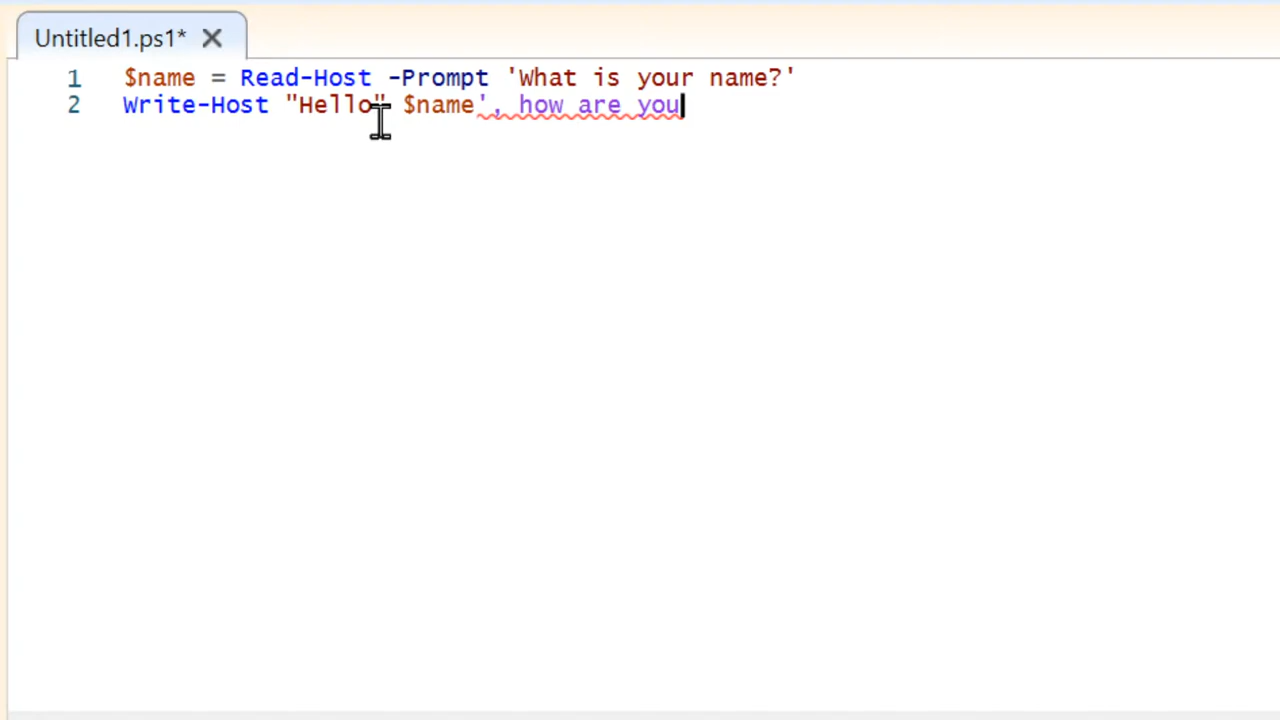 Untitled1.ps1*
1 $name = Read-Host -Prompt 'What is your name?'
2 Write-Host "Hello" $name', how are you